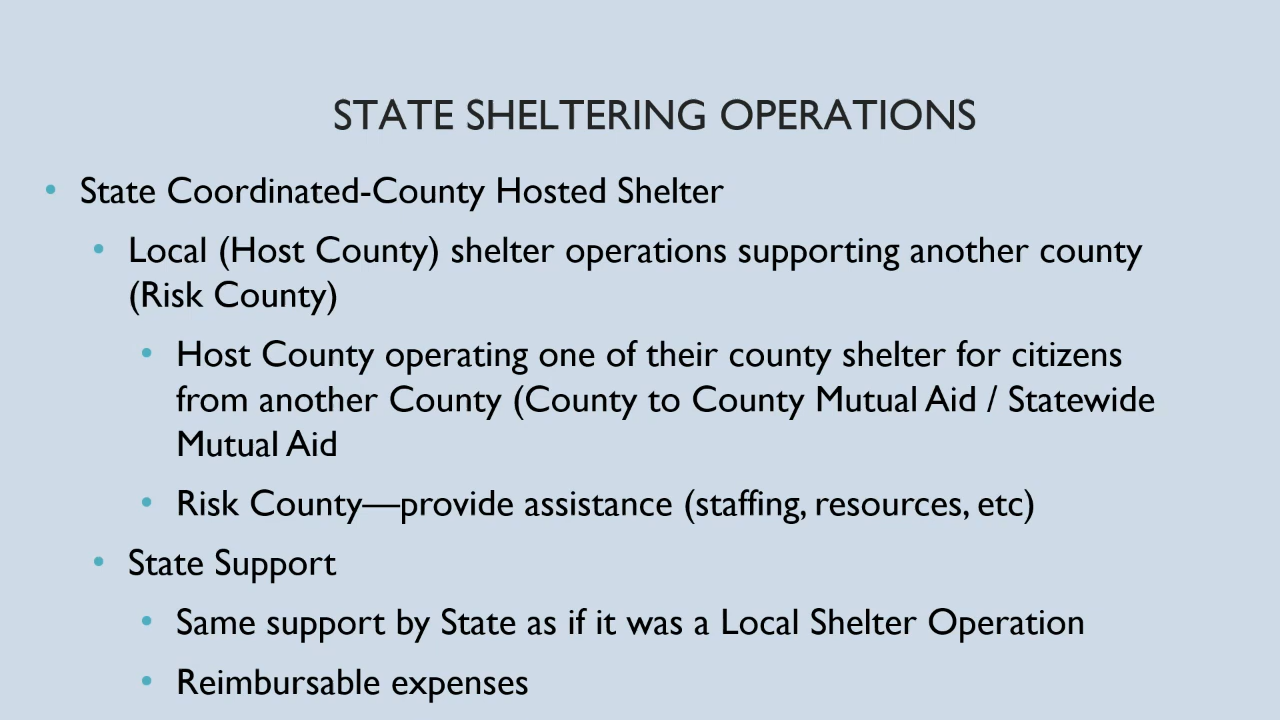 STATE SHELTERING OPERATIONS
• State Coordinated-County Hosted Shelter
• Local (Host County) shelter operations supporting another county
(Risk County)
• Host County operating one of their county shelter for citizens
from another County (County to County Mutual Aid / Statewide
Mutual Aid
• Risk County—provide assistance (staffing, resources, etc)
• State Support
• Same support by State as if it was a Local Shelter Operation
• Reimbursable expenses